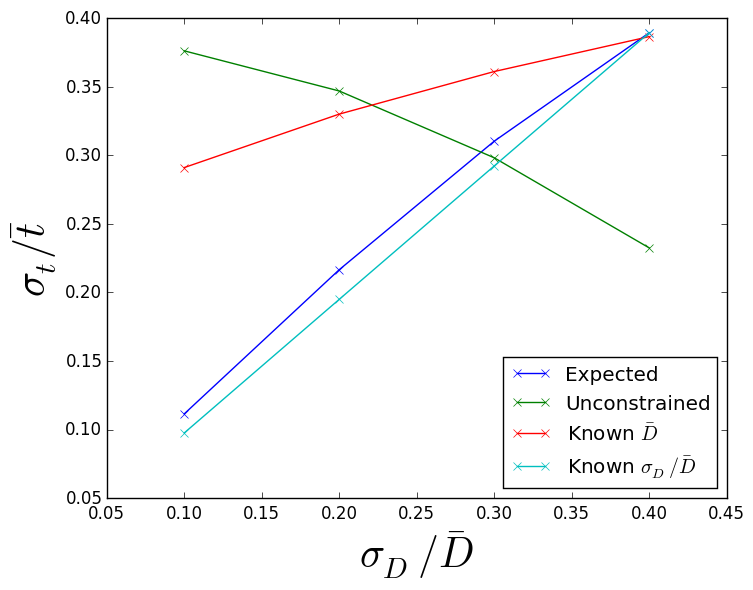 0.40
0.35
0.30
0.25
0.20
0.15
0.10
0.05
σ_t/t̄
Expected
Unconstrained
Known D̄
Known σ_D/D̄
0.05 0.10 0.15 0.20 0.25 0.30 0.35 0.40 0.45
σ_D/D̄